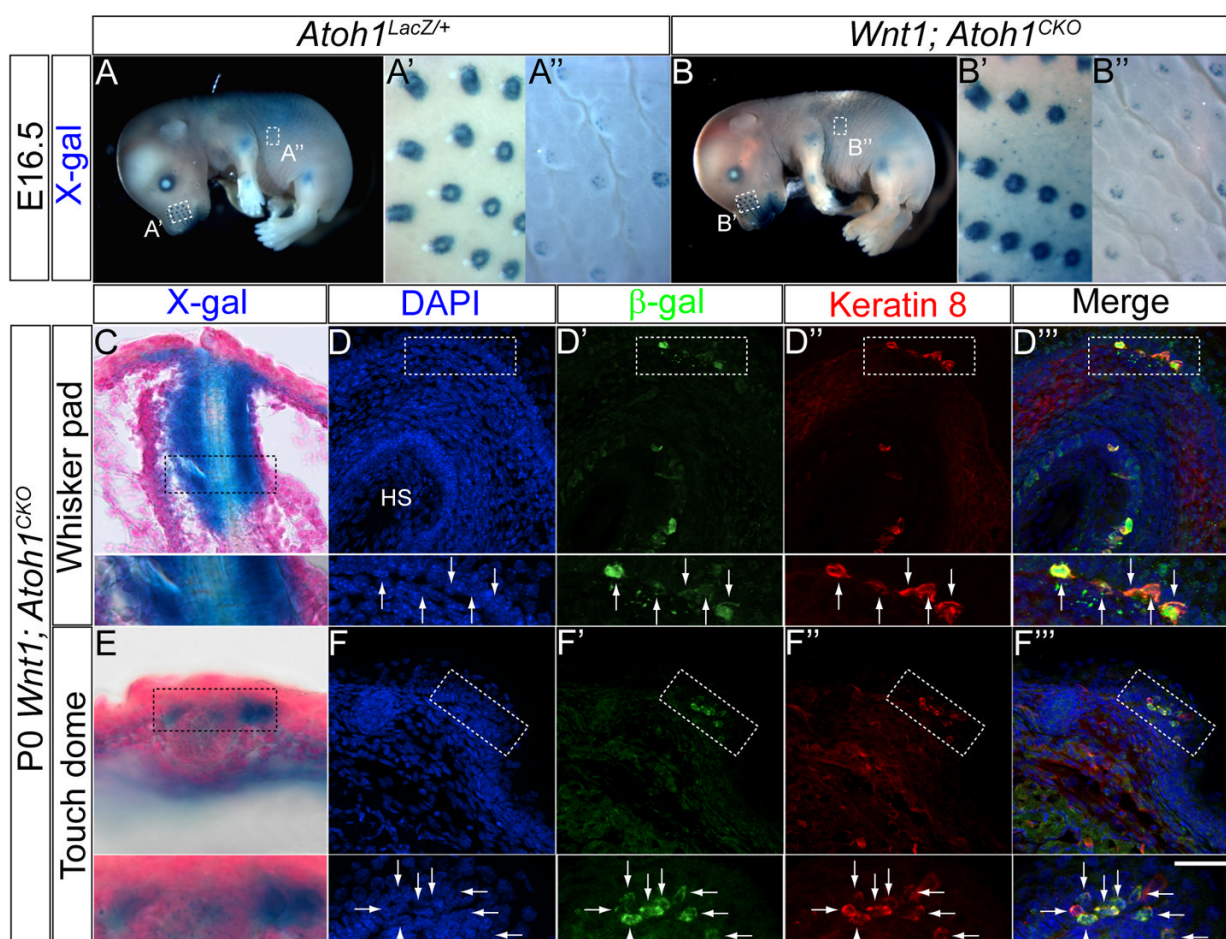 Atoh1LacZ/+
Wnt1; Atoh1CKO
E16.5
X-gal
A
A'
A''
B
B'
B''
A''
A'
B''
B'
X-gal
DAPI
β-gal
Keratin 8
Merge
P0 Wnt1; Atoh1CKO
Whisker pad
C
D
D'
D''
D'''
HS
Touch dome
E
F
F'
F''
F'''